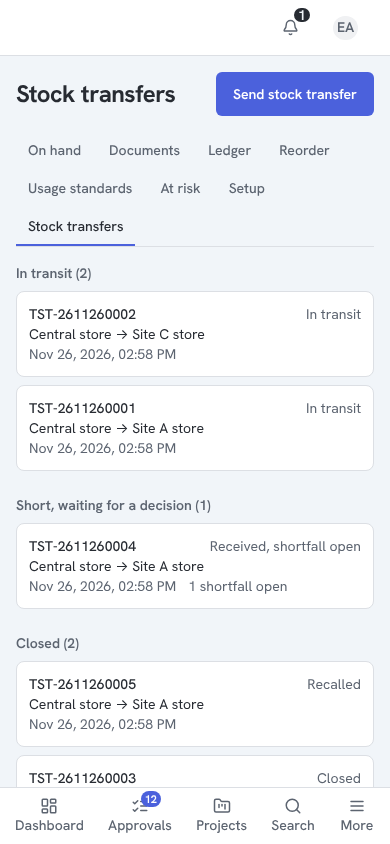 1
EA
Stock transfers
Send stock transfer
On hand Documents Ledger Reorder
Usage standards At risk Setup
Stock transfers
In transit (2)
TST-2611260002 In transit
Central store → Site C store
Nov 26, 2026, 02:58 PM
TST-2611260001 In transit
Central store → Site A store
Nov 26, 2026, 02:58 PM
Short, waiting for a decision (1)
TST-2611260004 Received, shortfall open
Central store → Site A store
Nov 26, 2026, 02:58 PM 1 shortfall open
Closed (2)
TST-2611260005 Recalled
Central store → Site A store
Nov 26, 2026, 02:58 PM
TST-2611260003 Closed
12
Dashboard Approvals Projects Search More